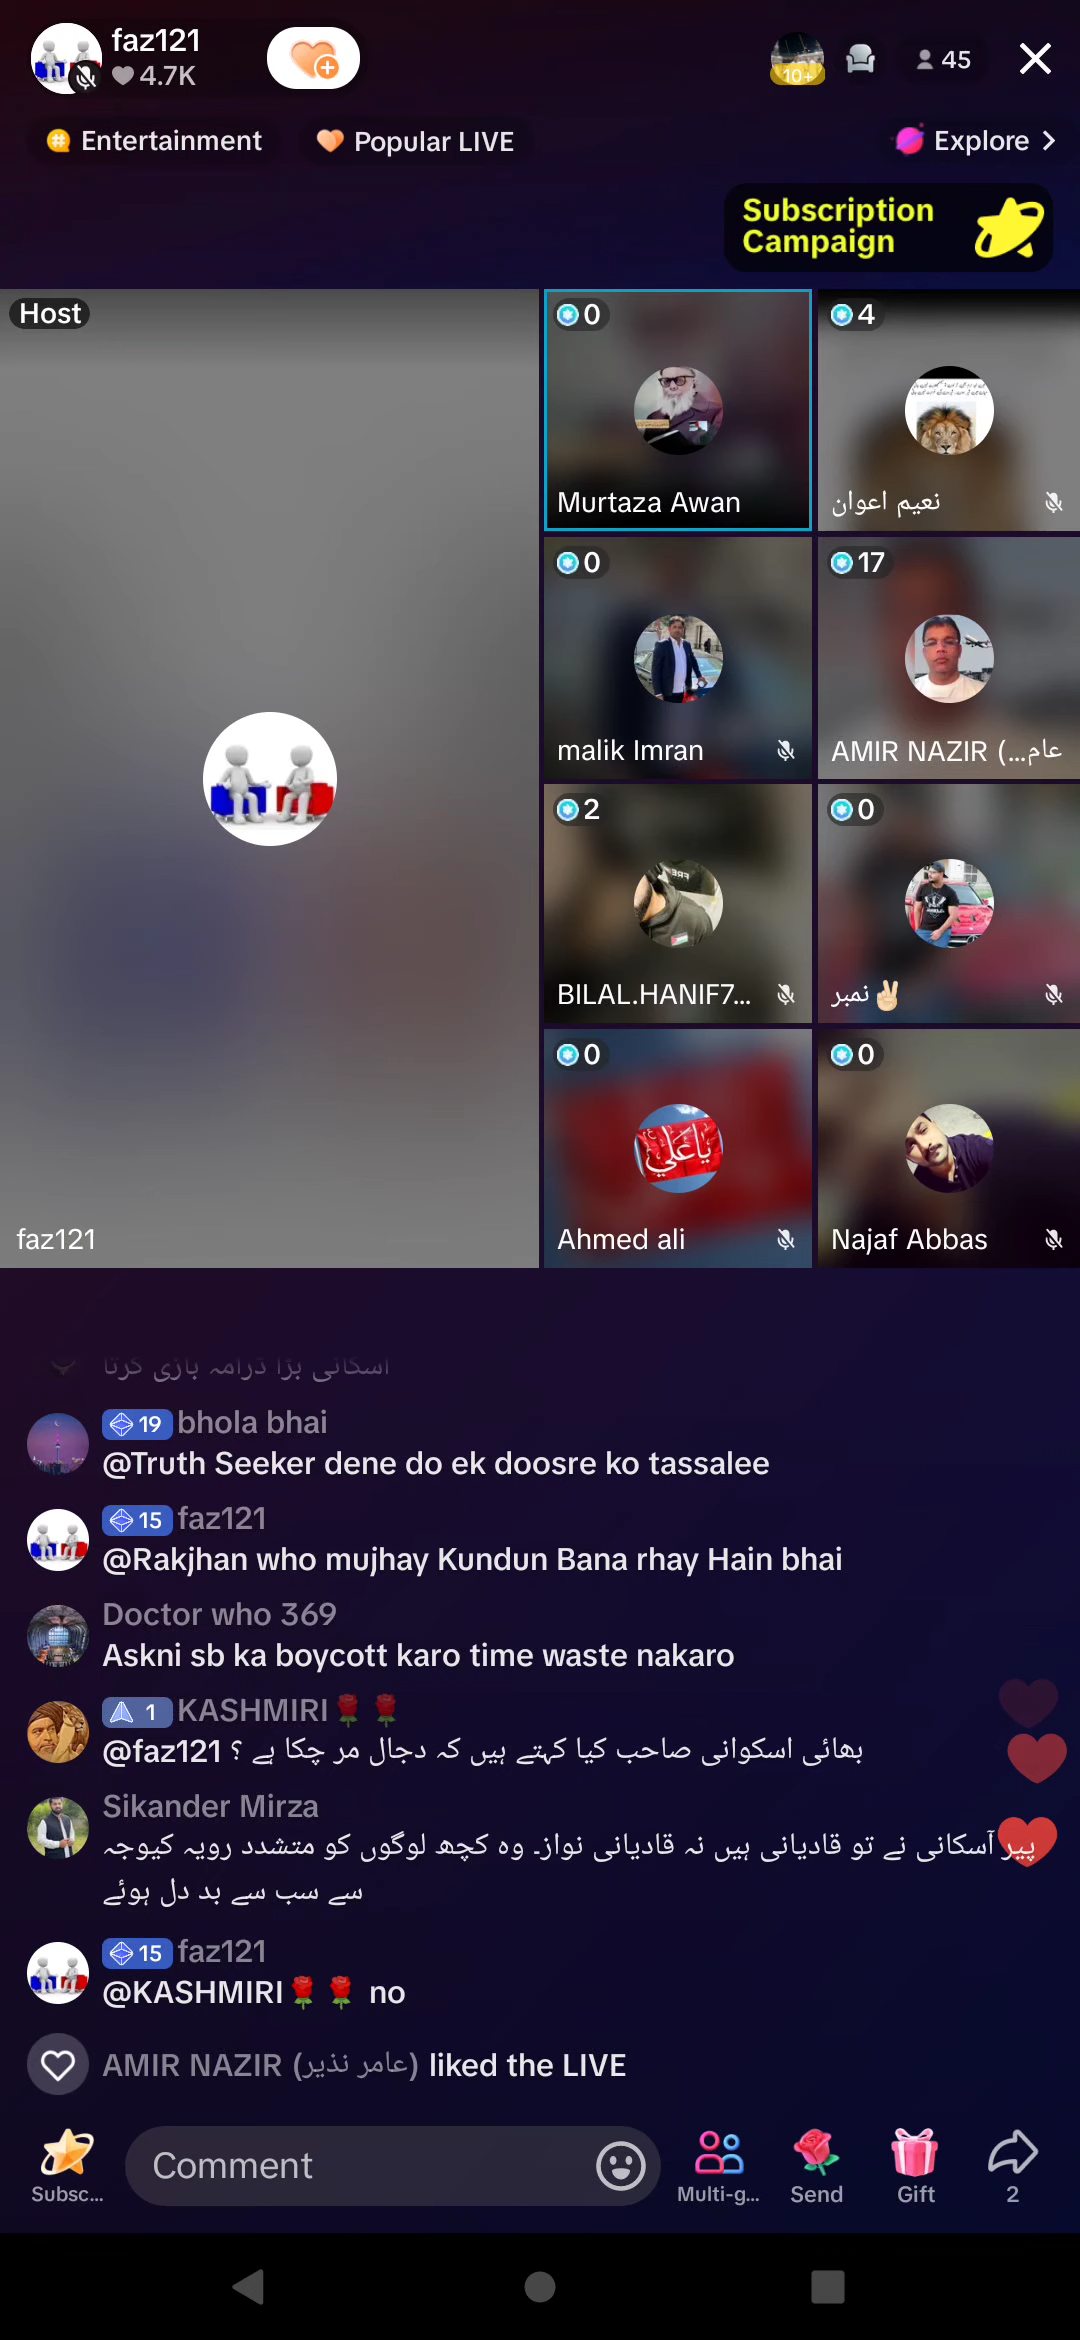 faz121
4.7K
10+
45
Entertainment
Popular LIVE
Explore
Subscription
Campaign
Host
0
4
Murtaza Awan
نعیم اعوان
0
17
malik Imran
AMIR NAZIR (...عام
2
0
BILAL.HANIF7...
نمبر✌🏻
0
0
يا علي
Ahmed ali
Najaf Abbas
faz121
اسکانی بڑا ڈرامہ بازی کرتا
19 bhola bhai
@Truth Seeker dene do ek doosre ko tassalee
15 faz121
@Rakjhan who mujhay Kundun Bana rhay Hain bhai
Doctor who 369
Askni sb ka boycott karo time waste nakaro
1 KASHMIRI🌹🌹
@faz121 بھائی اسکوانی صاحب کیا کہتے ہیں کہ دجال مر چکا ہے ؟
Sikander Mirza
پیر آسکانی نے تو قادیانی ہیں نہ قادیانی نواز۔ وہ کچھ لوگوں کو متشدد رویہ کیوجہ
سے سب سے بد دل ہوئے
15 faz121
@KASHMIRI🌹🌹 no
AMIR NAZIR (عامر نذیر) liked the LIVE
Comment
Subsc...
Multi-g...
Send
Gift
2